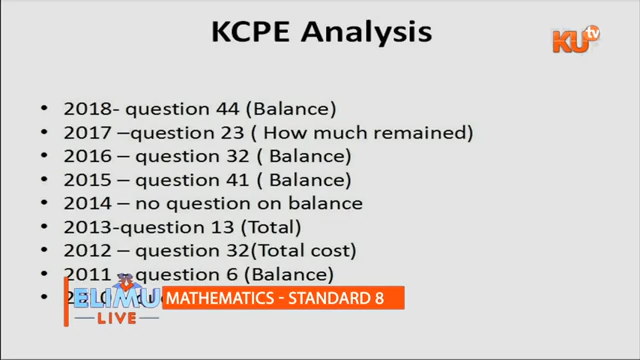 KCPE Analysis
KU tv
• 2018- question 44 (Balance)
• 2017 –question 23 ( How much remained)
• 2016 – question 32 ( Balance)
• 2015 – question 41 ( Balance)
• 2014 – no question on balance
• 2013-question 13 (Total)
• 2012 – question 32(Total cost)
• 2011 – question 6 (Balance)
ELIMU
LIVE
MATHEMATICS - STANDARD 8